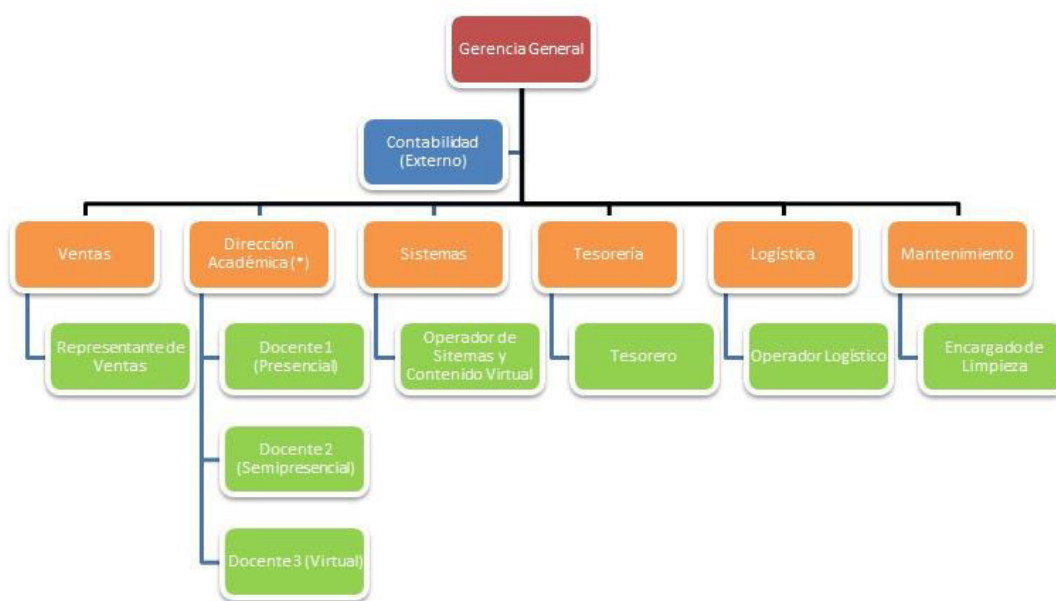 Gerencia General
Contabilidad
(Externo)
Ventas
Dirección
Académica (*)
Sistemas
Tesorería
Logística
Mantenimiento
Representante de
Ventas
Docente 1
(Presencial)
Operador de
Sitemas y
Contenido Virtual
Tesorero
Operador Logístico
Encargado de
Limpieza
Docente 2
(Semipresencial)
Docente 3 (Virtual)